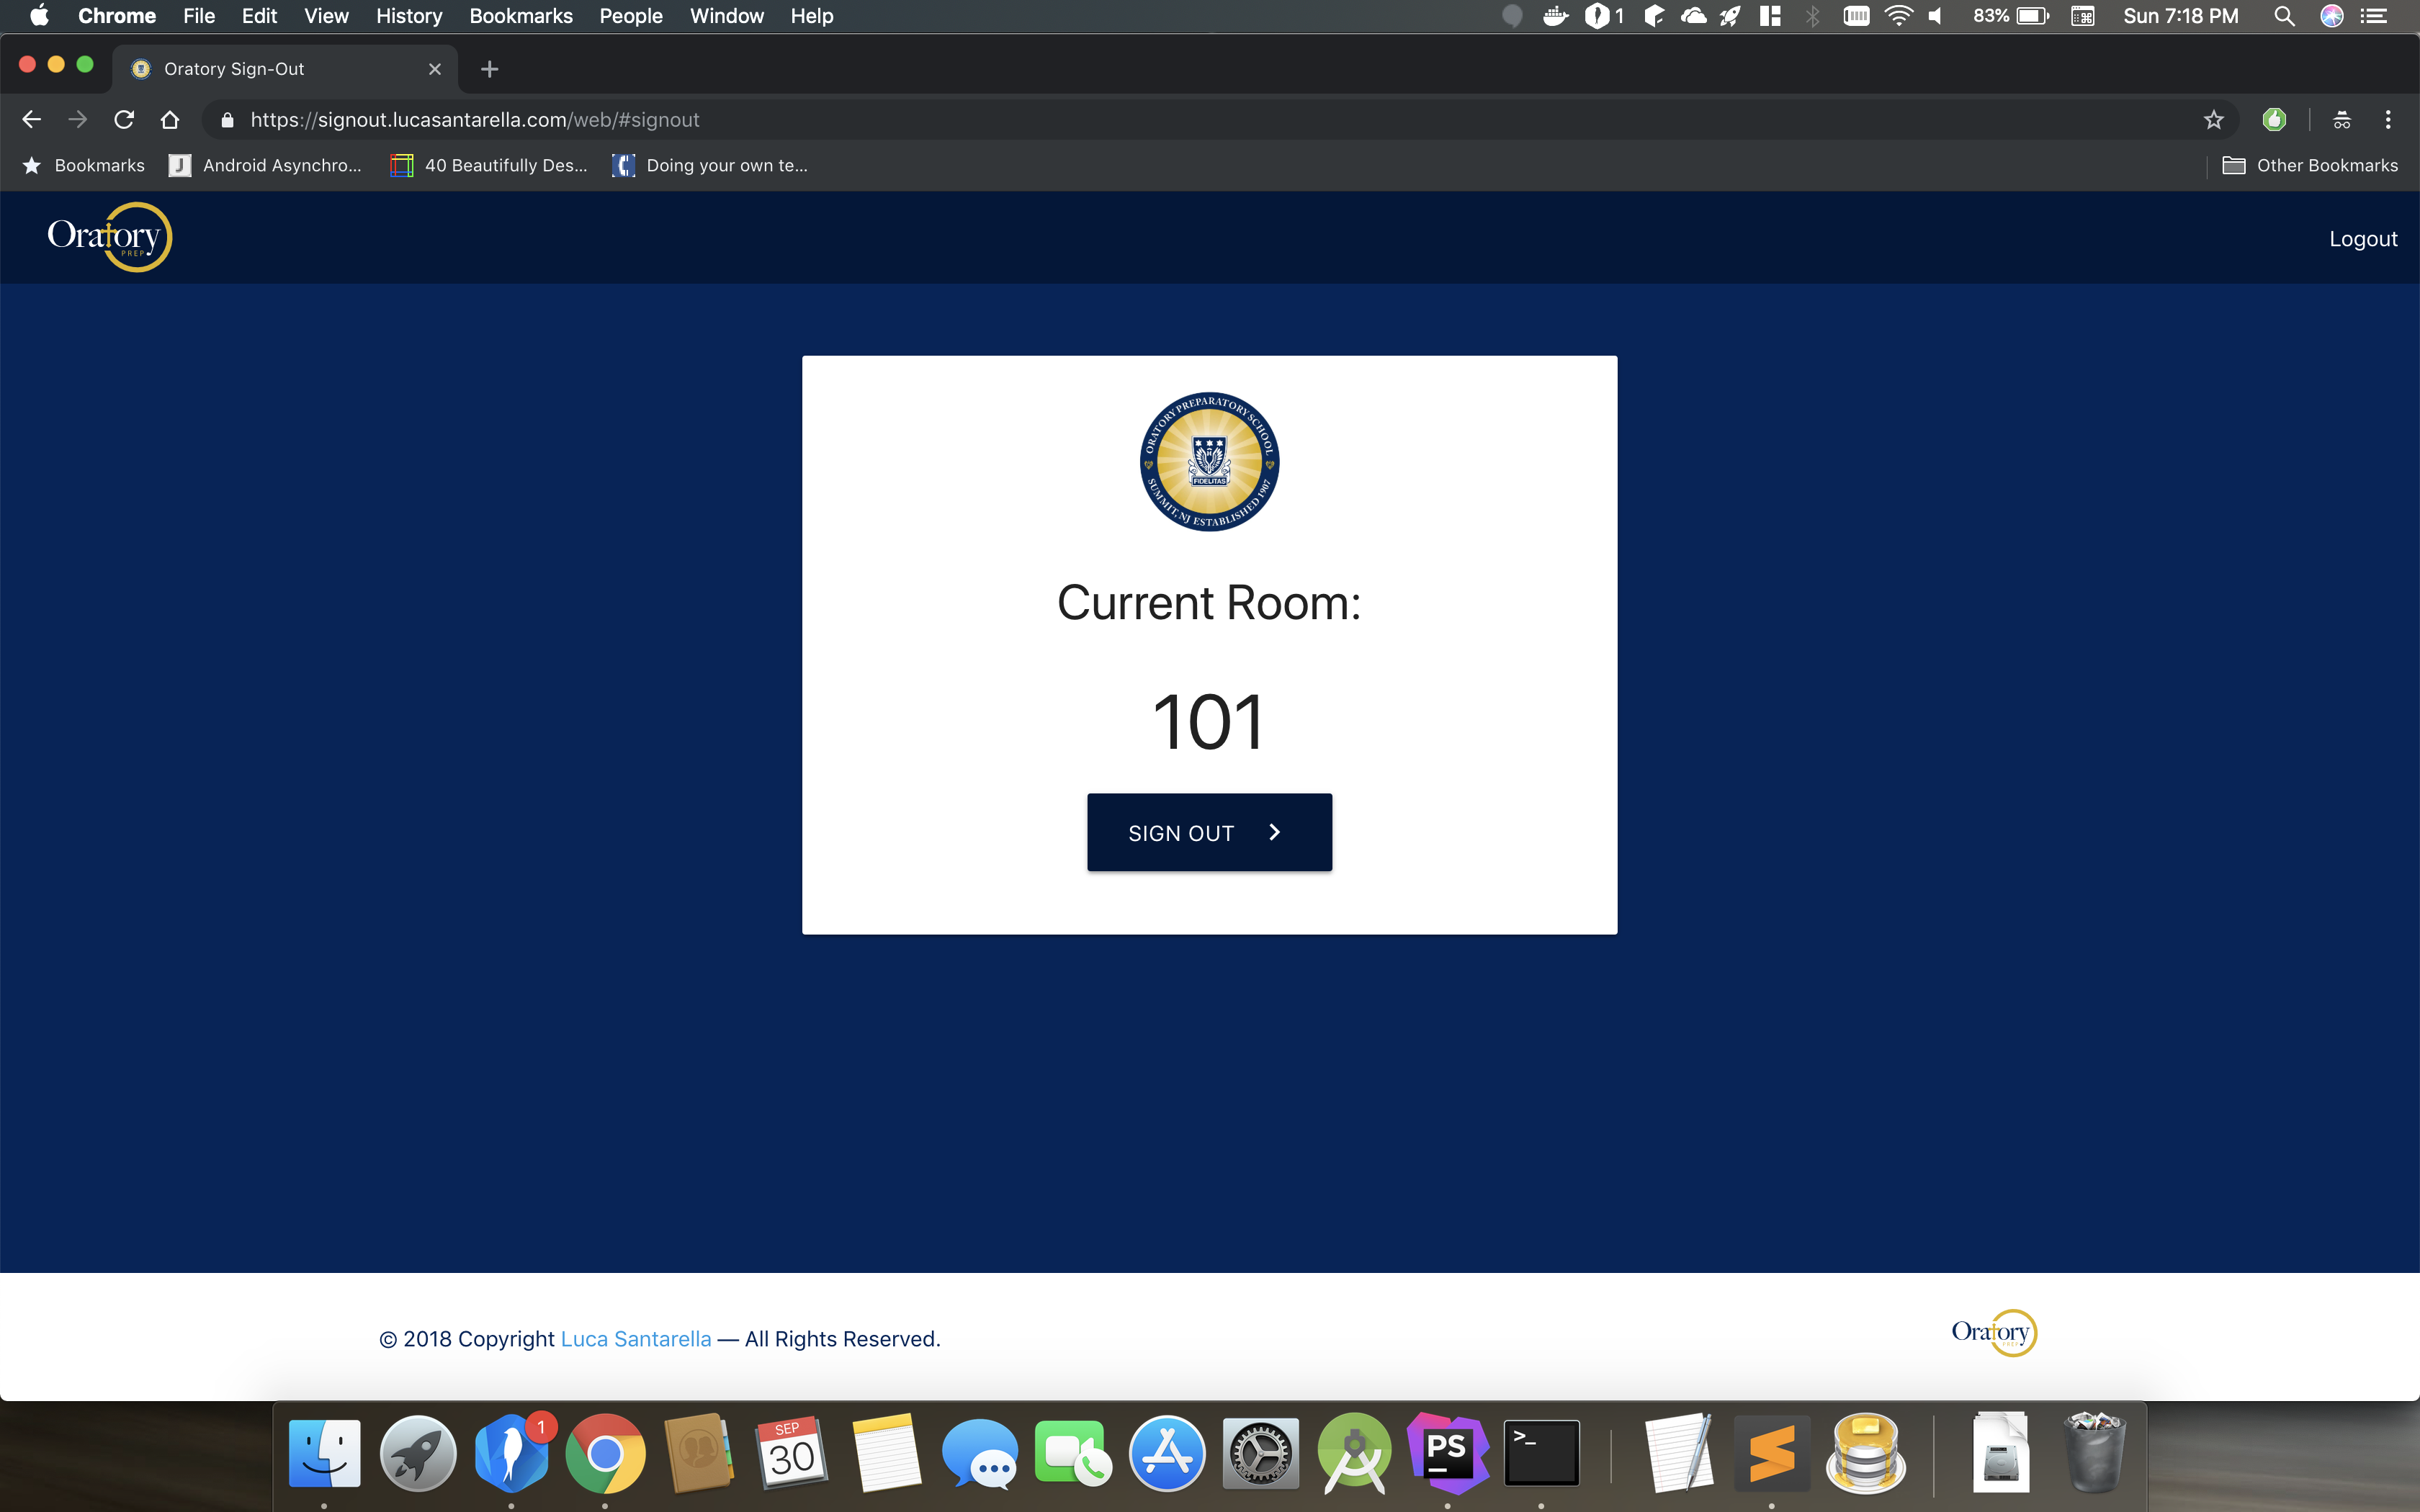 Chrome File Edit View History Bookmarks People Window Help 1 83% Sun 7:18 PM
Oratory Sign-Out
https://signout.lucasantarella.com/web/#signout
Bookmarks Android Asynchro... 40 Beautifully Des... Doing your own te... Other Bookmarks
Oratory
PREP
Logout
ORATORY PREPARATORY SCHOOL
FIDELITAS
SUMMIT, NJ ESTABLISHED 1907
Current Room:
101
SIGN OUT
© 2018 Copyright Luca Santarella — All Rights Reserved.
Oratory
PREP
1
SEP
30
PS
>_